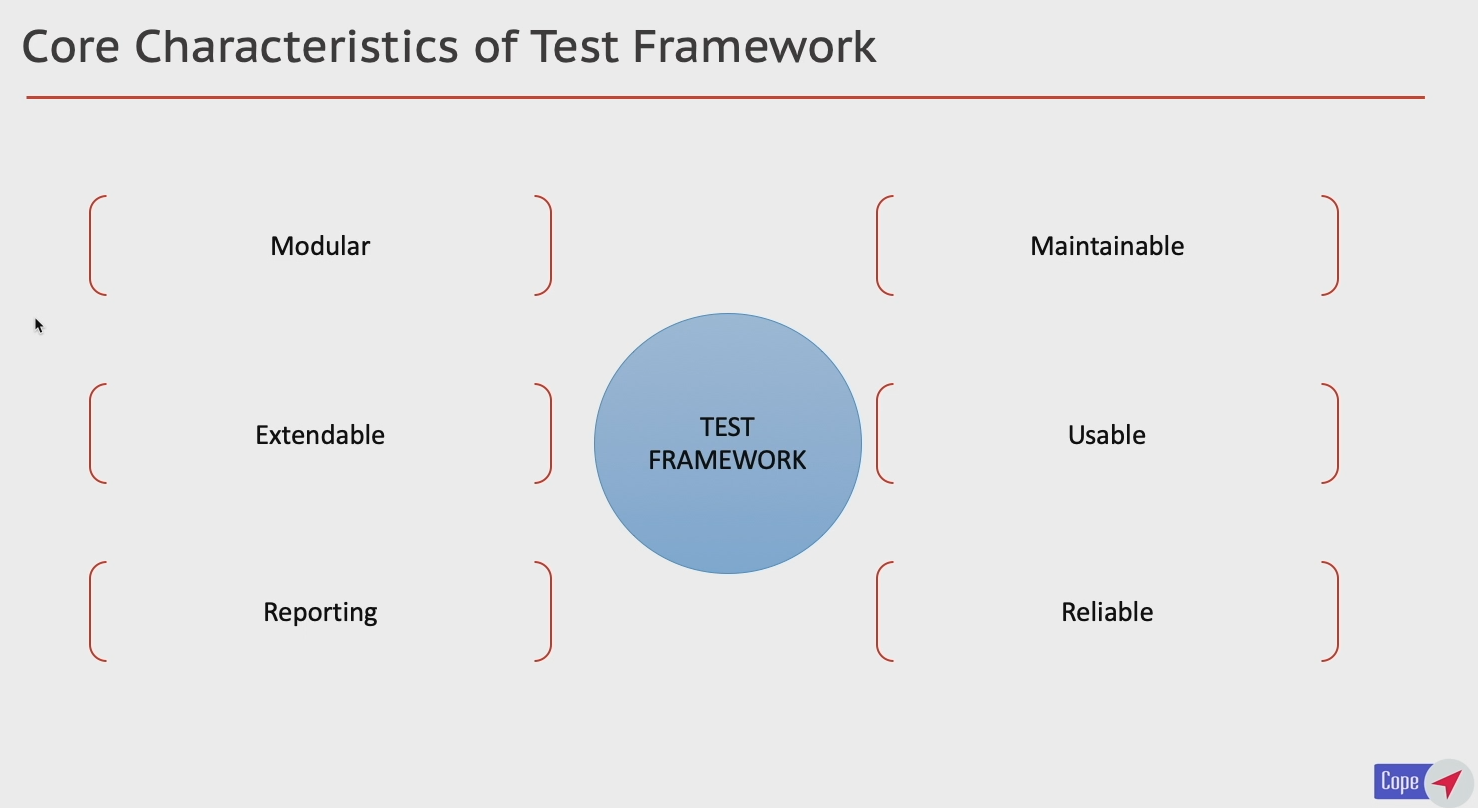 Core Characteristics of Test Framework
Modular
Maintainable
Extendable
TEST
FRAMEWORK
Usable
Reporting
Reliable
Cope